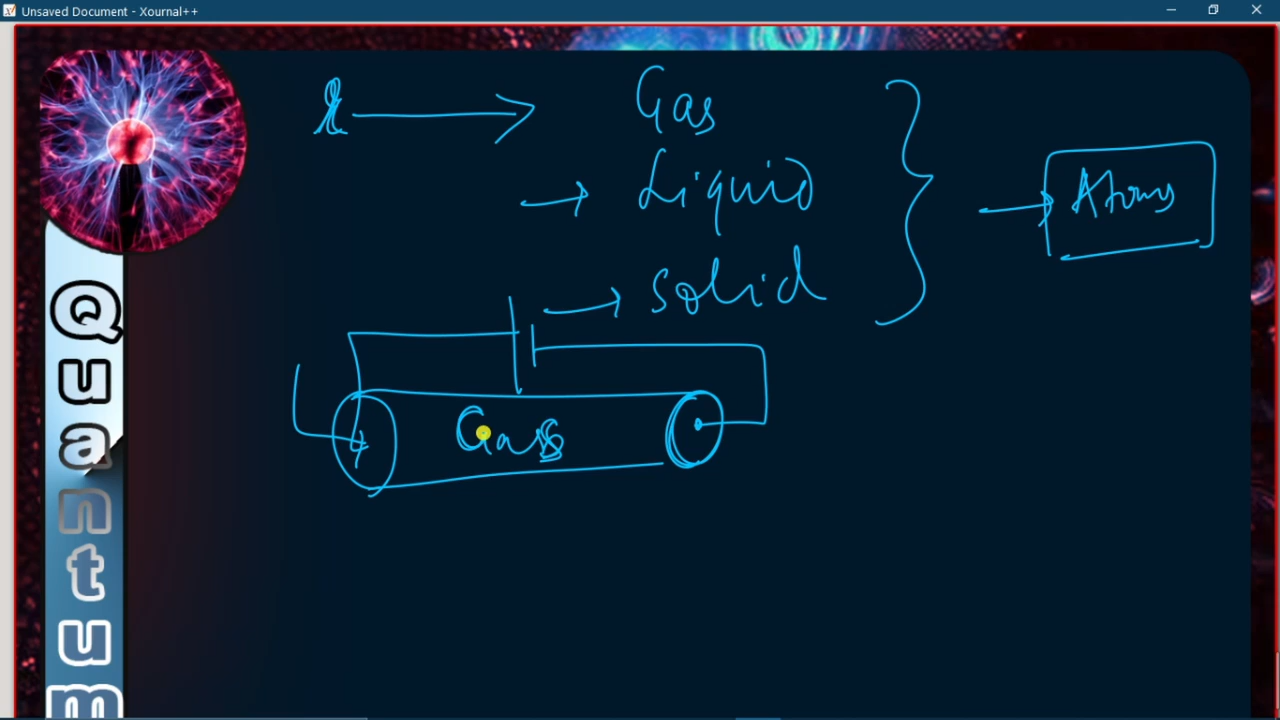 Unsaved Document - Xournal++
Gas
Liquid
Solid
Atoms
Gas
Quantum